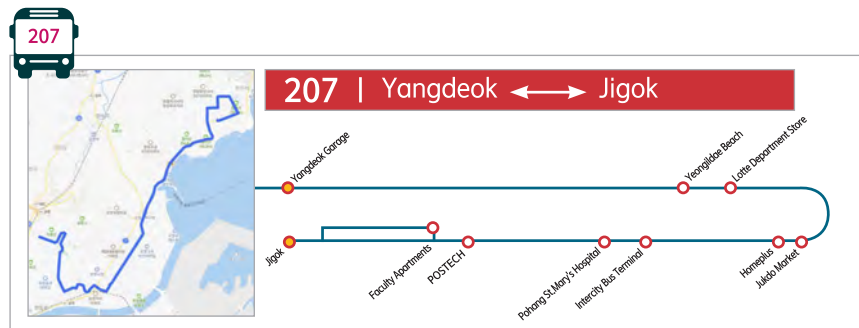 207
207 | Yangdeok ⟷ Jigok
Yangdeok Garage
Yeongildae Beach
Lotte Department Store
Jigok
Faculty Apartments
POSTECH
Pohang St.Mary's Hospital
Intercity Bus Terminal
Homeplus
Jukdo Market